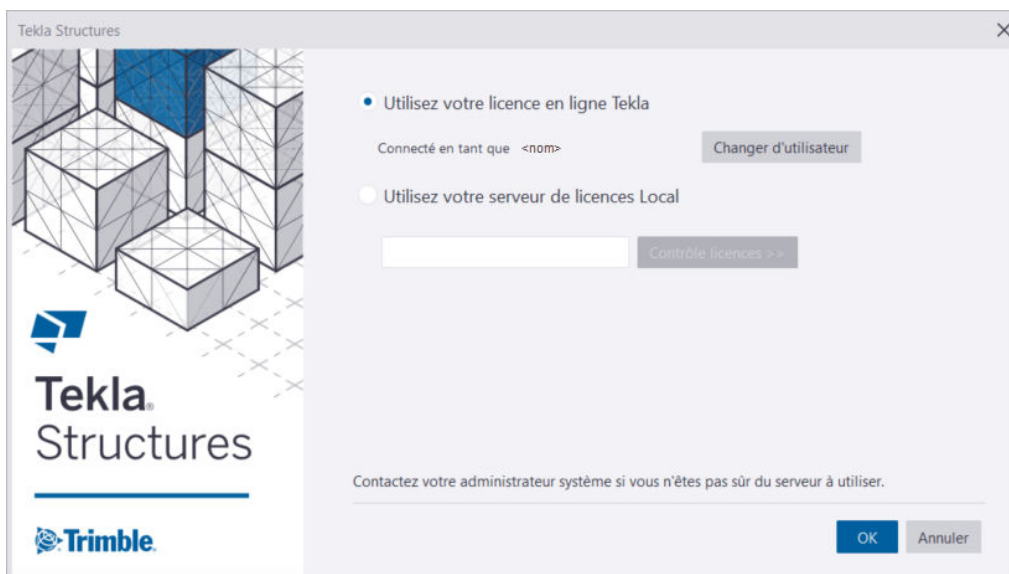 Tekla Structures
Utilisez votre licence en ligne Tekla
Connecté en tant que <nom>
Changer d'utilisateur
Utilisez votre serveur de licences Local
Contrôle licences >>
Tekla®
Structures
Contactez votre administrateur système si vous n'êtes pas sûr du serveur à utiliser.
Trimble.
OK
Annuler